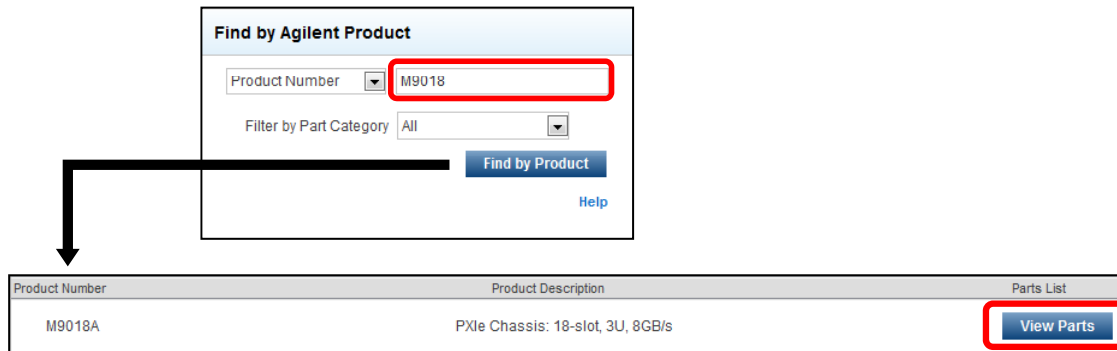 Find by Agilent Product
Product Number M9018
Filter by Part Category All
Find by Product
Help
Product Number Product Description Parts List
M9018A PXIe Chassis: 18-slot, 3U, 8GB/s View Parts